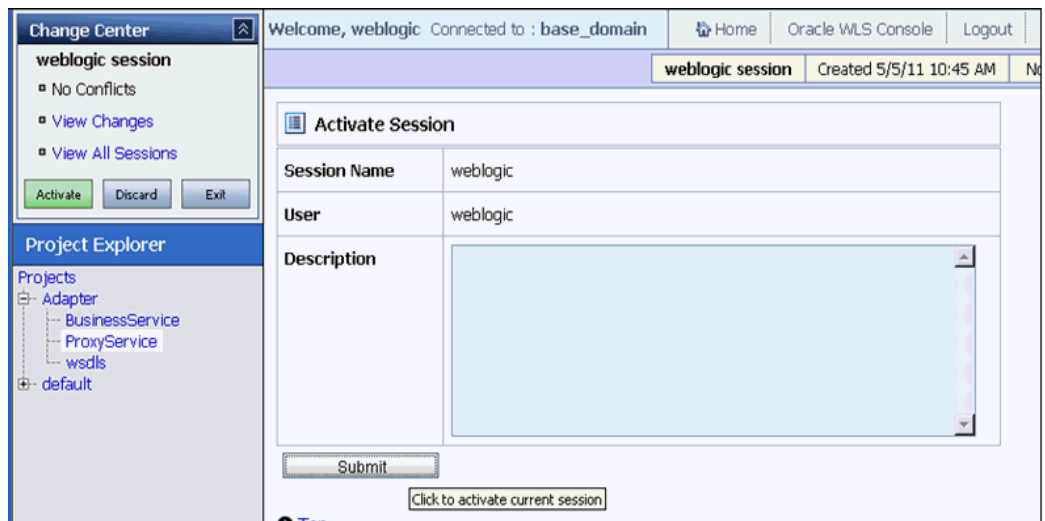 Change Center
weblogic session
No Conflicts
View Changes
View All Sessions
Activate Discard Exit
Project Explorer
Projects
Adapter
BusinessService
ProxyService
wsdls
default
Welcome, weblogic Connected to : base_domain Home Oracle WLS Console Logout
weblogic session Created 5/5/11 10:45 AM
Activate Session
Session Name weblogic
User weblogic
Description
Submit
Click to activate current session